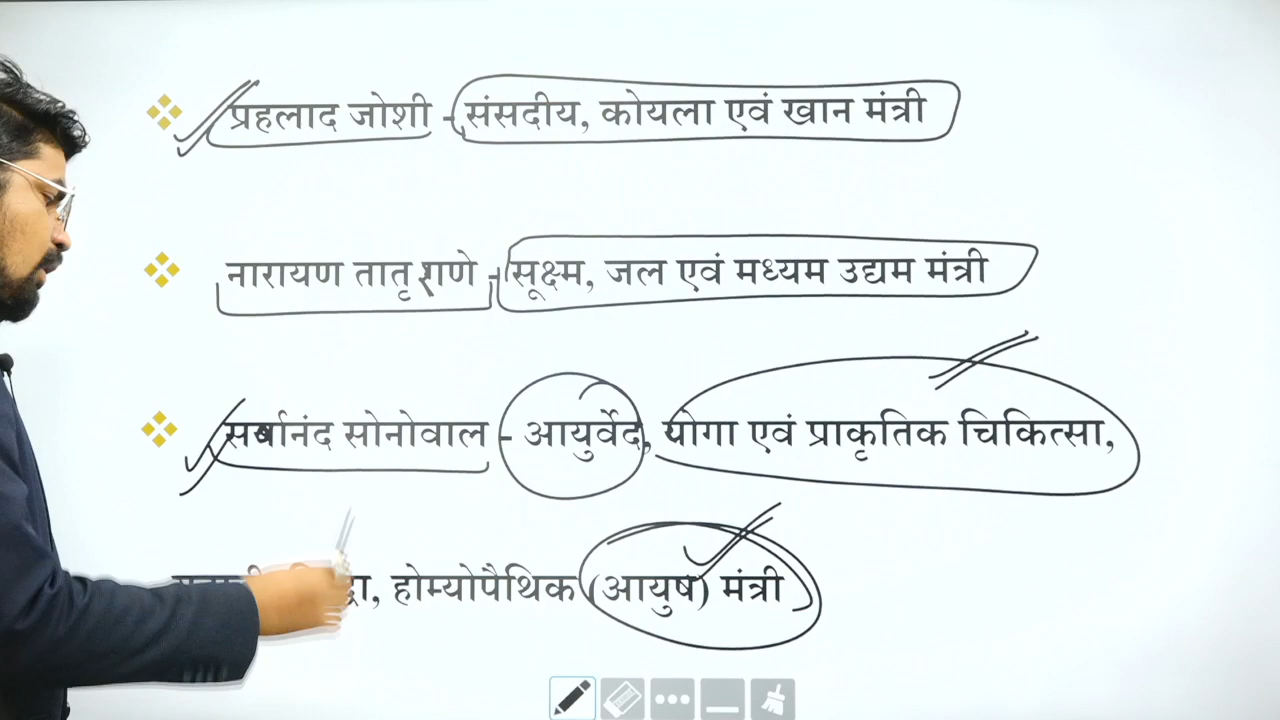 प्रहलाद जोशी - संसदीय, कोयला एवं खान मंत्री
नारायण तातृ राणे - सूक्ष्म, जल एवं मध्यम उद्यम मंत्री
सर्बानंद सोनोवाल - आयुर्वेद, योगा एवं प्राकृतिक चिकित्सा,
होम्योपैथिक (आयुष) मंत्री